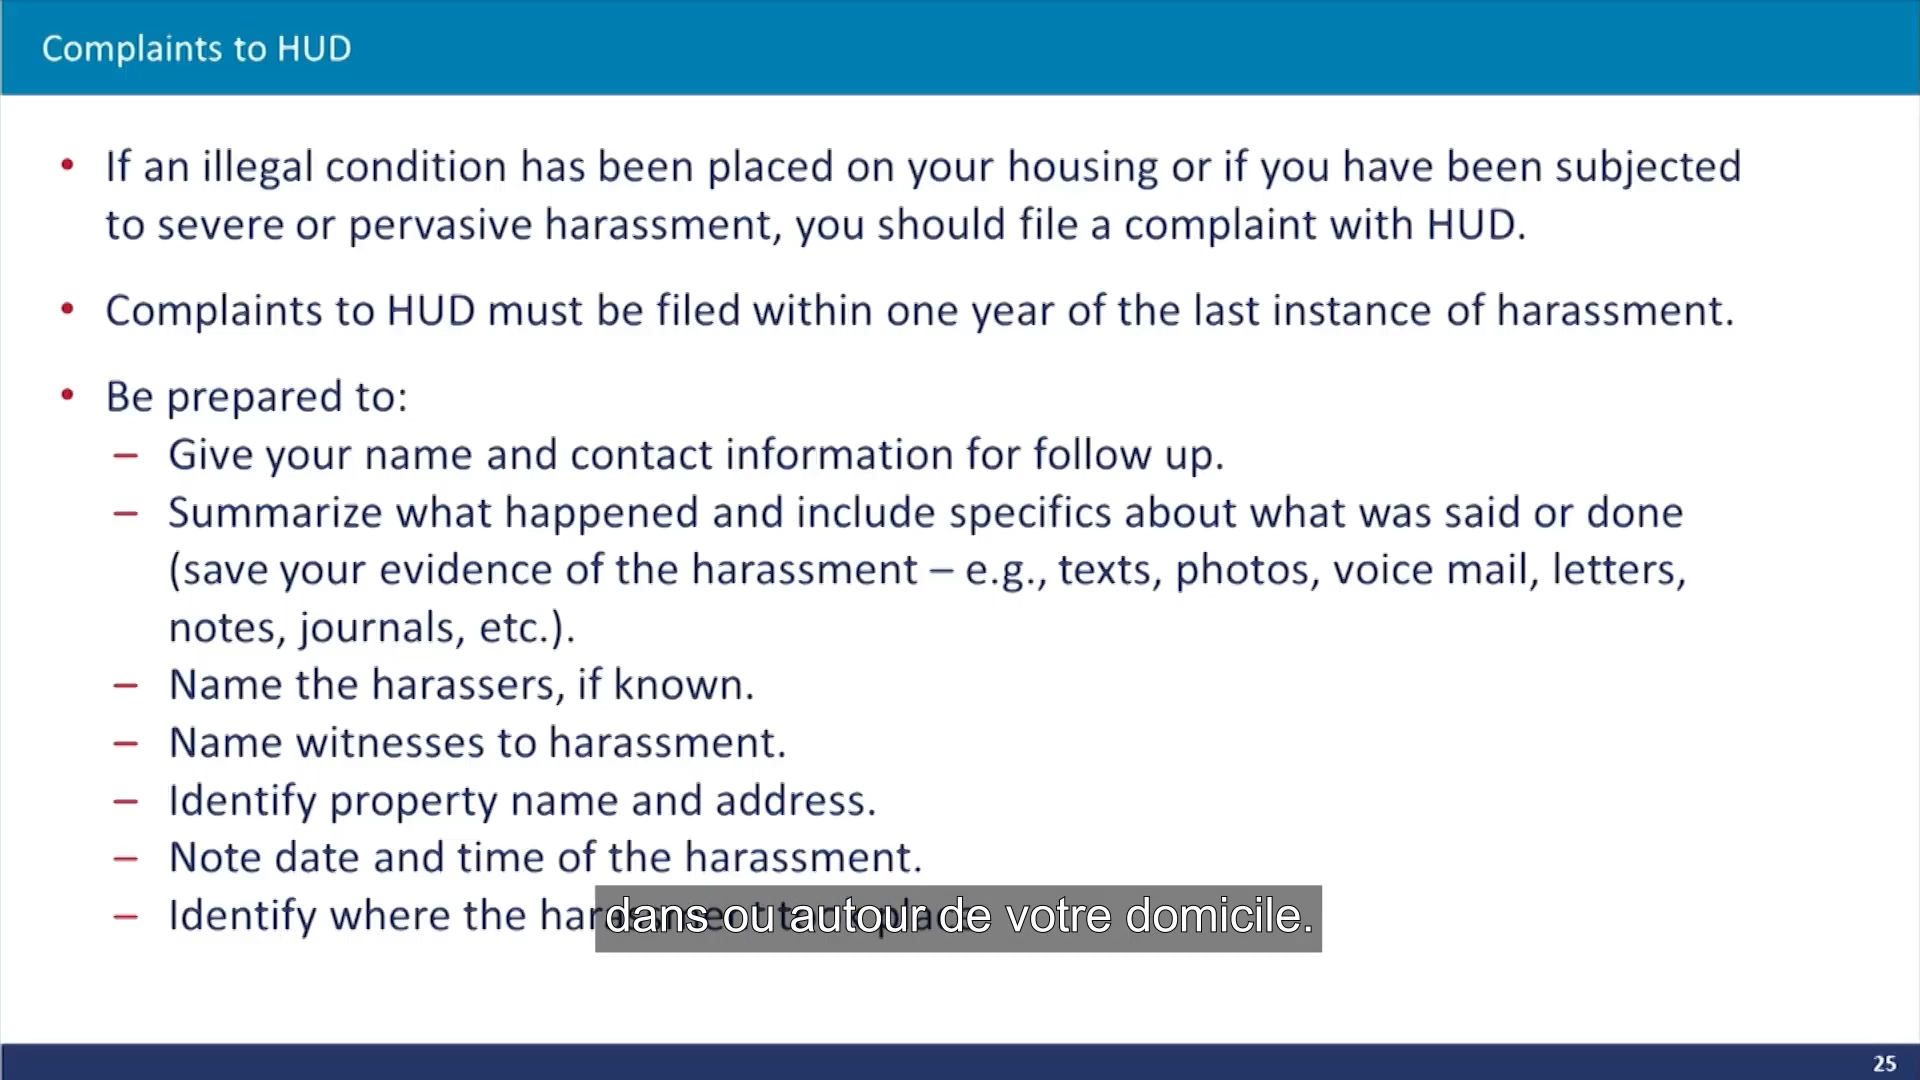 Complaints to HUD
• If an illegal condition has been placed on your housing or if you have been subjected
to severe or pervasive harassment, you should file a complaint with HUD.
• Complaints to HUD must be filed within one year of the last instance of harassment.
• Be prepared to:
– Give your name and contact information for follow up.
– Summarize what happened and include specifics about what was said or done
(save your evidence of the harassment – e.g., texts, photos, voice mail, letters,
notes, journals, etc.).
– Name the harassers, if known.
– Name witnesses to harassment.
– Identify property name and address.
– Note date and time of the harassment.
– Identify where the
dans ou autour de votre domicile.
25